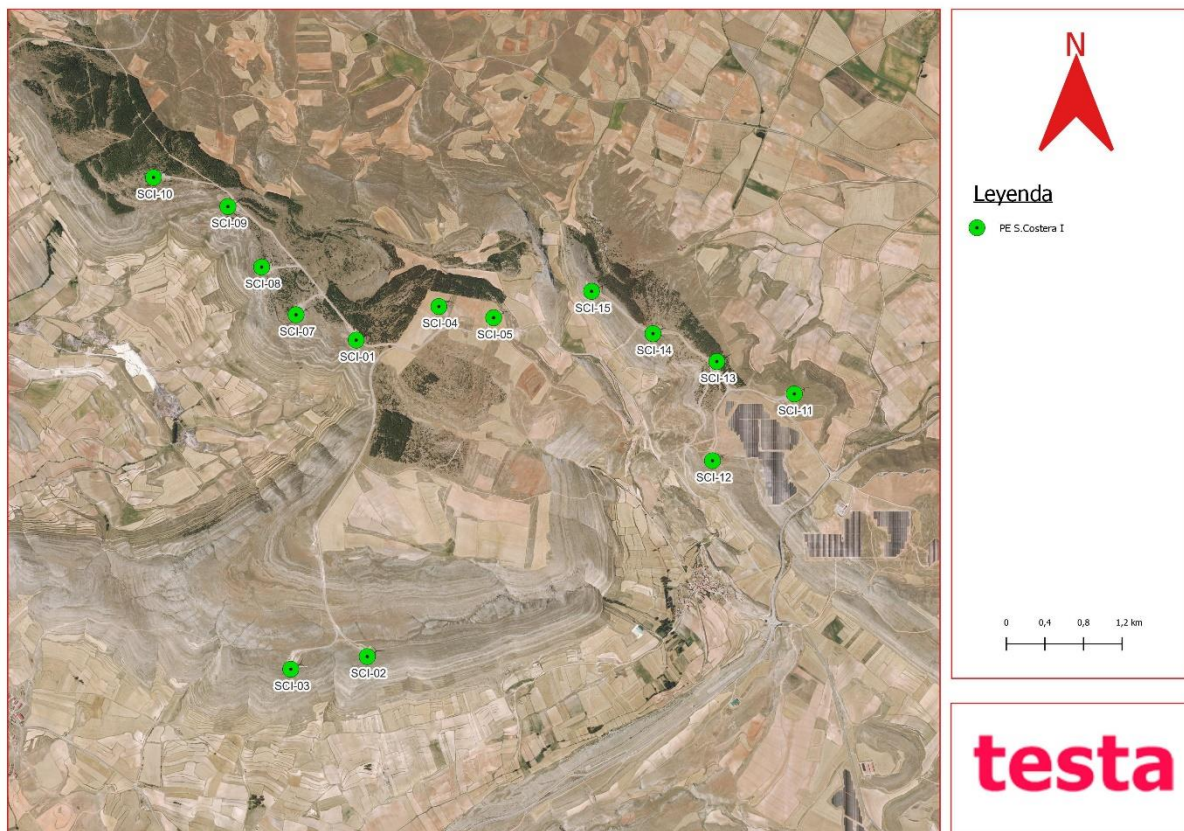 SCI-10
SCI-09
SCI-08
SCI-07
SCI-01
SCI-04
SCI-05
SCI-15
SCI-14
SCI-13
SCI-11
SCI-12
SCI-02
SCI-03
N
Leyenda
PE S.Costera I
0 0,4 0,8 1,2 km
testa